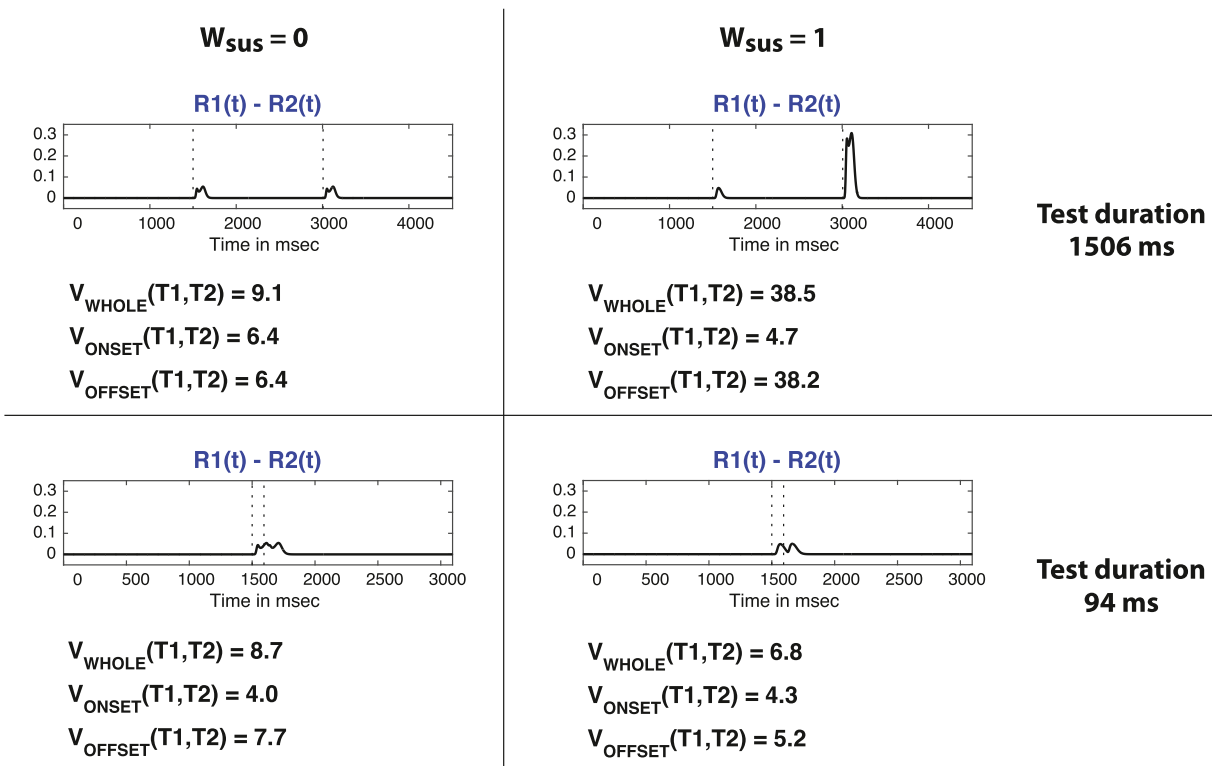 W_sus = 0
W_sus = 1
R1(t) - R2(t)
0.3
0.2
0.1
0
0 1000 2000 3000 4000
Time in msec
V_WHOLE(T1,T2) = 9.1
V_ONSET(T1,T2) = 6.4
V_OFFSET(T1,T2) = 6.4
R1(t) - R2(t)
0.3
0.2
0.1
0
0 1000 2000 3000 4000
Time in msec
V_WHOLE(T1,T2) = 38.5
V_ONSET(T1,T2) = 4.7
V_OFFSET(T1,T2) = 38.2
Test duration
1506 ms
R1(t) - R2(t)
0.3
0.2
0.1
0
0 500 1000 1500 2000 2500 3000
Time in msec
V_WHOLE(T1,T2) = 8.7
V_ONSET(T1,T2) = 4.0
V_OFFSET(T1,T2) = 7.7
R1(t) - R2(t)
0.3
0.2
0.1
0
0 500 1000 1500 2000 2500 3000
Time in msec
V_WHOLE(T1,T2) = 6.8
V_ONSET(T1,T2) = 4.3
V_OFFSET(T1,T2) = 5.2
Test duration
94 ms